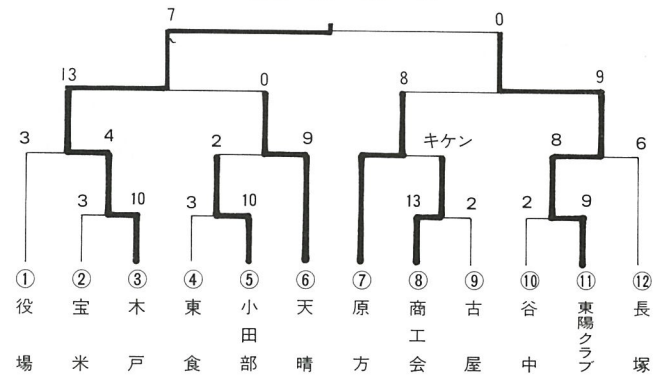 7 0
13 0 8 9
3 4 2 9 キケン 8 6
3 10 3 10 13 2 2 9
① ② ③ ④ ⑤ ⑥ ⑦ ⑧ ⑨ ⑩ ⑪ ⑫
役場
宝米
木戸
東食
小田部
天晴
原方
商工会
古屋
谷中
東陽クラブ
長塚